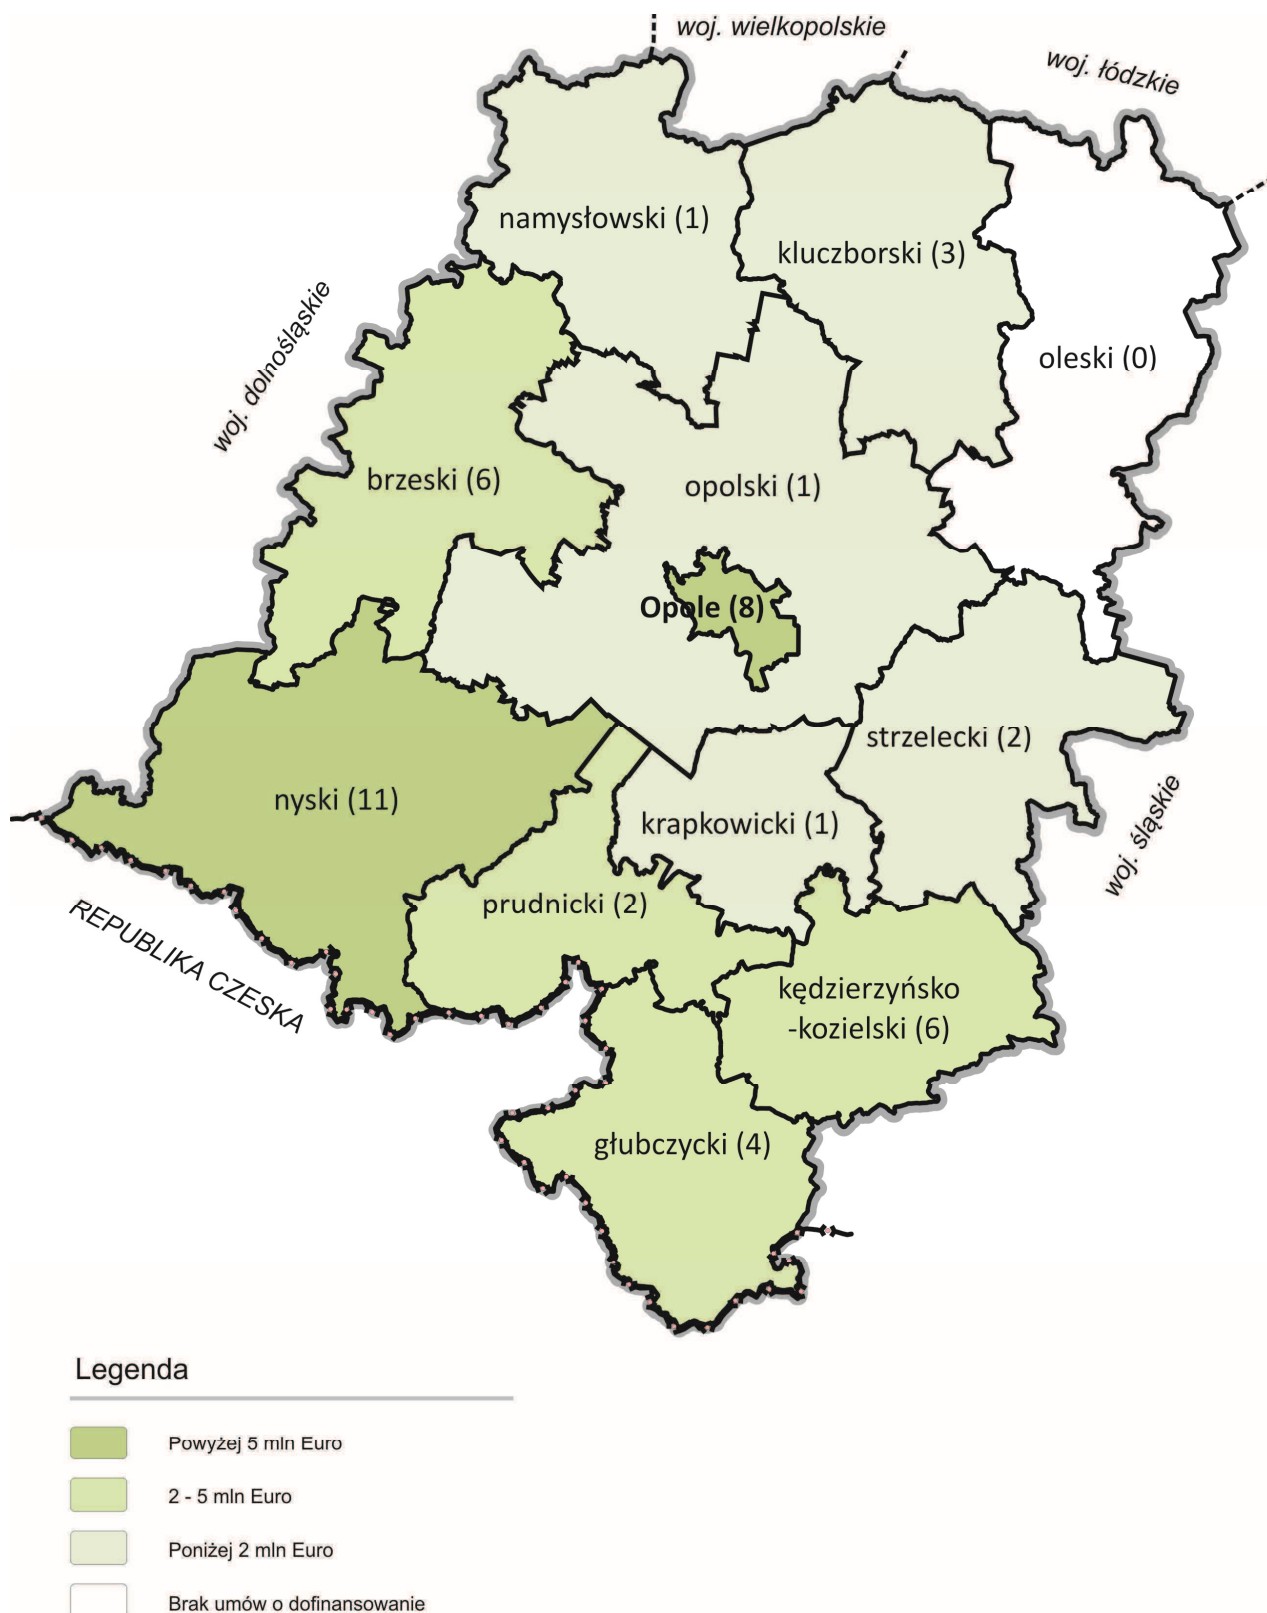 woj. wielkopolskie
woj. łódzkie
namysłowski (1)
kluczborski (3)
woj. dolnośląskie
oleski (0)
brzeski (6)
opolski (1)
Opole (8)
strzelecki (2)
nyski (11)
krapkowicki (1)
woj. śląskie
prudnicki (2)
REPUBLIKA CZESKA
kędzierzyńsko
-kozielski (6)
głubczycki (4)
Legenda
Powyżej 5 mln Euro
2 - 5 mln Euro
Poniżej 2 mln Euro
Brak umów o dofinansowanie